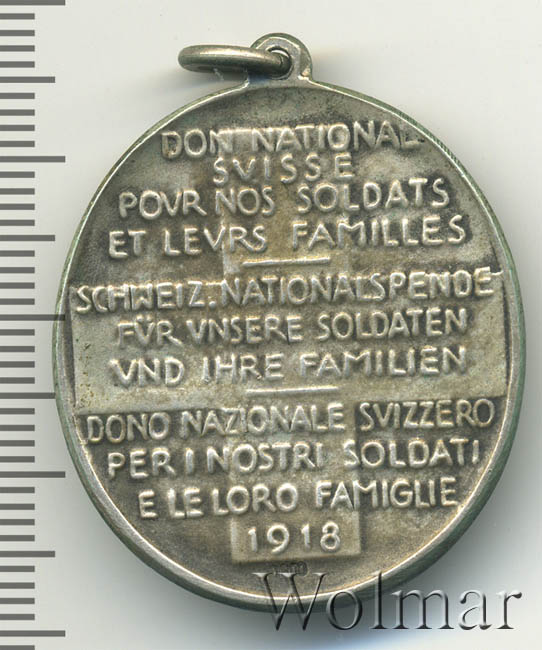 DON NATIONAL
SVISSE
POVR NOS SOLDATS
ET LEVRS FAMILLES
SCHWEIZ. NATIONALSPENDE
FÜR VNSERE SOLDATEN
VND IHRE FAMILIEN
DONO NAZIONALE SVIZZERO
PER I NOSTRI SOLDATI
E LE LORO FAMIGLIE
1918
Wolmar